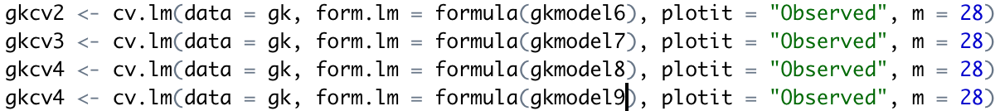 gkcv2 <- cv.lm(data = gk, form.lm = formula(gkmodel6), plotit = "Observed", m = 28)
gkcv3 <- cv.lm(data = gk, form.lm = formula(gkmodel7), plotit = "Observed", m = 28)
gkcv4 <- cv.lm(data = gk, form.lm = formula(gkmodel8), plotit = "Observed", m = 28)
gkcv4 <- cv.lm(data = gk, form.lm = formula(gkmodel9), plotit = "Observed", m = 28)